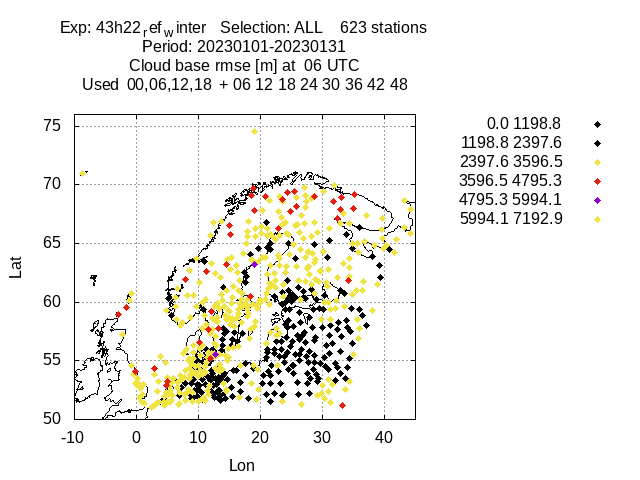 Exp: 43h22refwinter Selection: ALL 623 stations
Period: 20230101-20230131
Cloud base rmse [m] at 06 UTC
Used 00,06,12,18 + 06 12 18 24 30 36 42 48
0.0 1198.8
1198.8 2397.6
2397.6 3596.5
3596.5 4795.3
4795.3 5994.1
5994.1 7192.9
75
70
65
60
55
50
Lat
-10 0 10 20 30 40
Lon